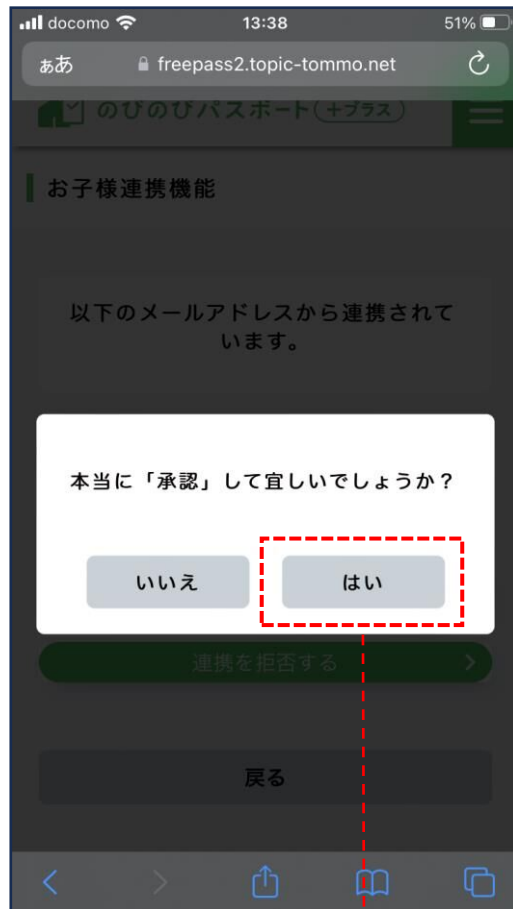 docomo 13:38 51%
ぁあ freepass2.topic-tommo.net
のびのびパスポート+プラス
お子様連携機能
以下のメールアドレスから連携されて
います。
本当に「承認」して宜しいでしょうか？
いいえ はい
連携を拒否する
戻る